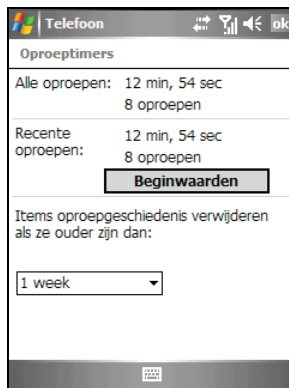 Telefoon ok
Oproeptimers
Alle oproepen: 12 min, 54 sec
8 oproepen
Recente oproepen: 12 min, 54 sec
8 oproepen
Beginwaarden
Items oproepgeschiedenis verwijderen
als ze ouder zijn dan:
1 week